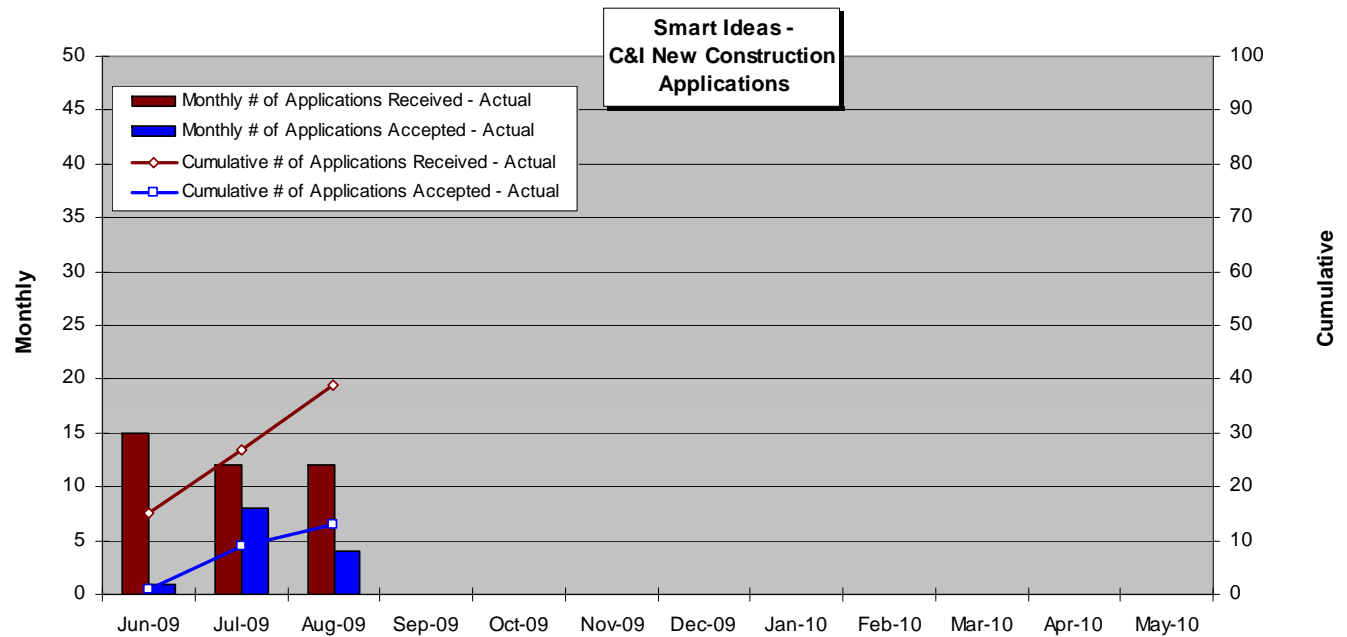 Smart Ideas -
C&I New Construction
Applications
Monthly # of Applications Received - Actual
Monthly # of Applications Accepted - Actual
Cumulative # of Applications Received - Actual
Cumulative # of Applications Accepted - Actual
Monthly
50
45
40
35
30
25
20
15
10
5
0
100
90
80
70
60
50
40
30
20
10
0
Cumulative
Jun-09 Jul-09 Aug-09 Sep-09 Oct-09 Nov-09 Dec-09 Jan-10 Feb-10 Mar-10 Apr-10 May-10